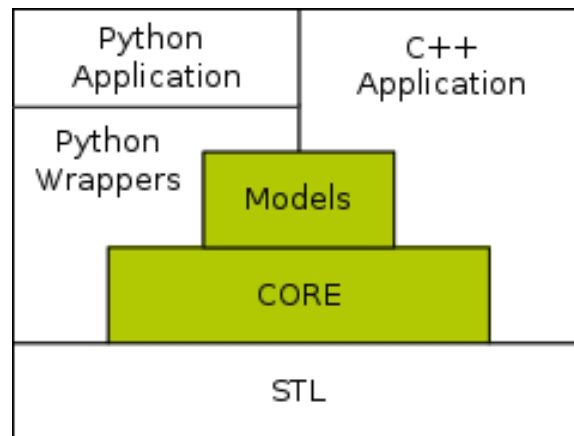 Python
Application
C++
Application
Python
Wrappers
Models
CORE
STL